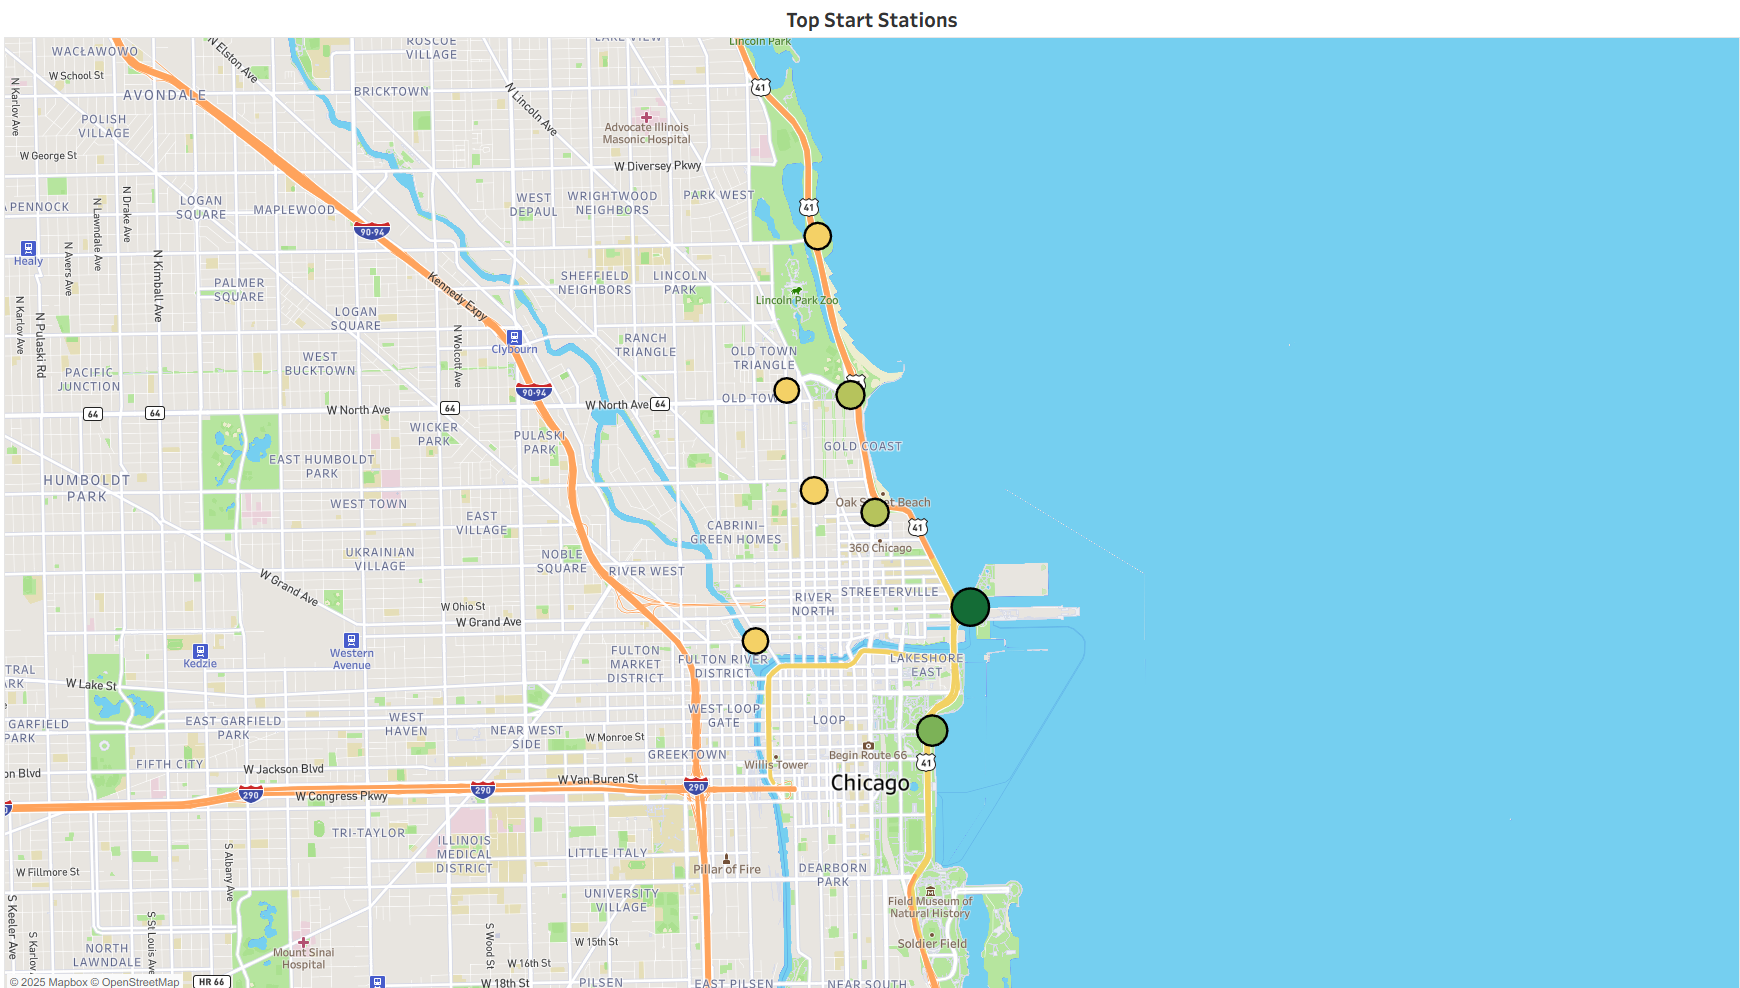 Top Start Stations
Lincoln Park
WACŁAWOWO
N Elston Ave
ROSCOE
VILLAGE
LAKE VIEW
W School St
N Karlov Ave
AVONDALE
BRICKTOWN
N Lincoln Ave
41
POLISH
VILLAGE
Advocate Illinois
Masonic Hospital
W George St
W Diversey Pkwy
PENNOCK
N Lawndale Ave
N Drake Ave
LOGAN
SQUARE
MAPLEWOOD
WEST
DEPAUL
WRIGHTWOOD
NEIGHBORS
PARK WEST
41
90-94
Healy
N Avers Ave
N Kimball Ave
PALMER
SQUARE
Kennedy Expy
SHEFFIELD
NEIGHBORS
LINCOLN
PARK
Lincoln Park Zoo
N Karlov Ave
N Pulaski Rd
LOGAN
SQUARE
N Wolcott Ave
Clybourn
RANCH
TRIANGLE
OLD TOWN
TRIANGLE
WEST
BUCKTOWN
PACIFIC
JUNCTION
90-94
64
64
W North Ave
64
W North Ave
64
OLD TOW
WICKER
PARK
PULASKI
PARK
GOLD COAST
EAST HUMBOLDT
PARK
HUMBOLDT
PARK
WEST TOWN
Oak Street Beach
EAST
VILLAGE
CABRINI–
GREEN HOMES
41
360 Chicago
UKRAINIAN
VILLAGE
NOBLE
SQUARE
RIVER WEST
W Grand Ave
RIVER
NORTH
STREETERVILLE
W Ohio St
W Grand Ave
Kedzie
Western
Avenue
FULTON
MARKET
DISTRICT
FULTON RIVER
DISTRICT
LAKESHORE
EAST
TRAL
ARK
W Lake St
GARFIELD
PARK
EAST GARFIELD
PARK
WEST
HAVEN
NEAR WEST
SIDE
WEST LOOP
GATE
LOOP
W Monroe St
GREEKTOWN
Begin Route 66
Willis Tower
41
on Blvd
FIFTH CITY
W Jackson Blvd
W Van Buren St
Chicago
290
290
290
W Congress Pkwy
TRI-TAYLOR
ILLINOIS
MEDICAL
DISTRICT
LITTLE ITALY
Pillar of Fire
DEARBORN
PARK
W Fillmore St
S Albany Ave
UNIVERSITY
VILLAGE
Field Museum of
Natural History
S Keeler Ave
S Karlov
S St Louis Ave
NORTH
LAWNDALE
Mount Sinai
Hospital
S Wood St
W 15th St
Soldier Field
W 16th St
© 2025 Mapbox © OpenStreetMap
HR 66
W 18th St
PILSEN
EAST PILSEN
NEAR SOUTH